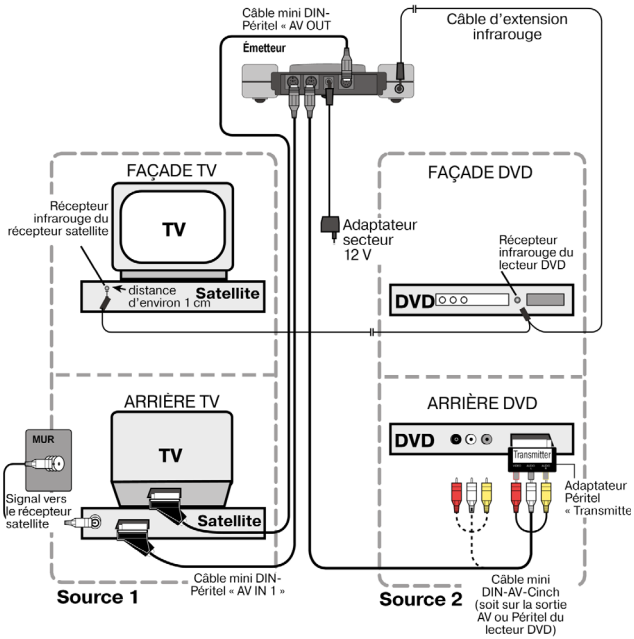 Câble mini DIN-
Péritel « AV OUT
Émetteur
Câble d'extension
infrarouge
FAÇADE TV
FAÇADE DVD
Récepteur
infrarouge du
récepteur satellite
TV
Adaptateur
secteur
12 V
Récepteur
infrarouge du
lecteur DVD
distance
d'environ 1 cm
Satellite
DVD
ARRIÈRE TV
ARRIÈRE DVD
MUR
TV
DVD
Transmitter
VIDEO AUDIO
Signal vers
le récepteur
satellite
Satellite
Adaptateur
Péritel
« Transmitte
Câble mini DIN-
Péritel « AV IN 1 »
Source 1
Source 2
Câble mini
DIN-AV-Cinch
(soit sur la sortie
AV ou Péritel du
lecteur DVD)